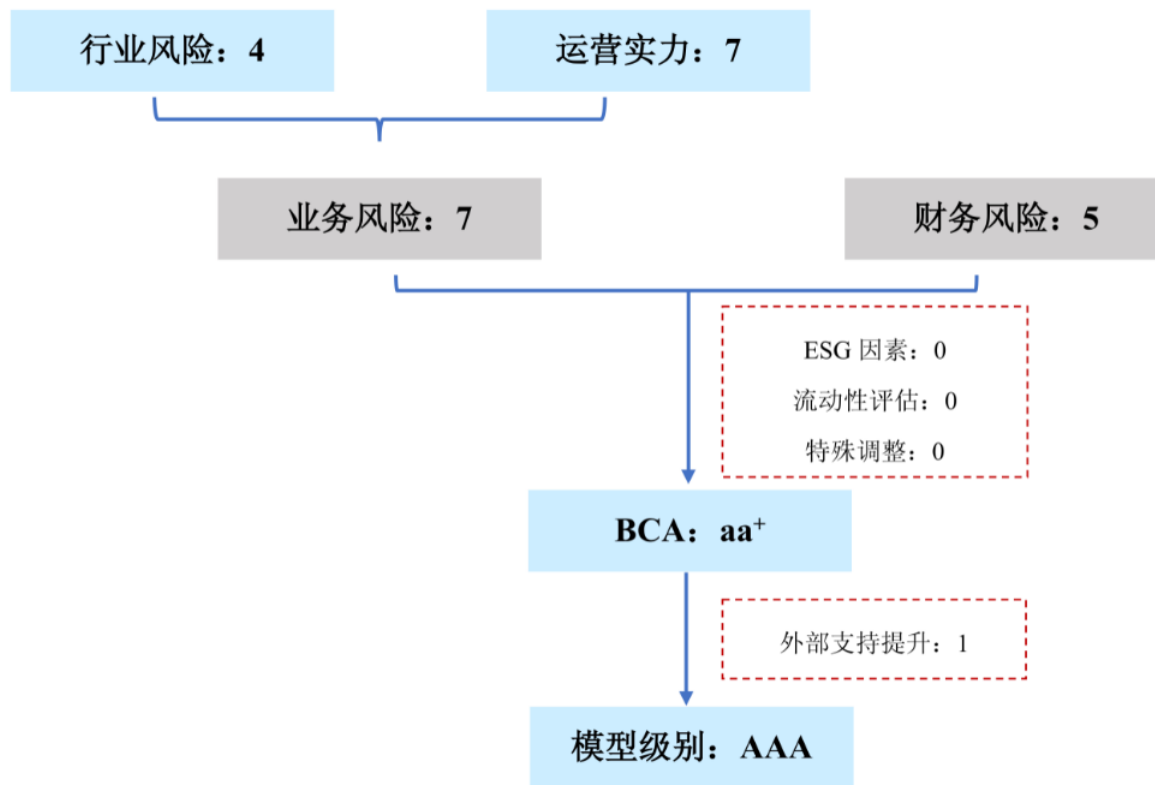 行业风险：4
运营实力：7
业务风险：7
财务风险：5
ESG 因素：0
流动性评估：0
特殊调整：0
BCA：aa⁺
外部支持提升：1
模型级别：AAA